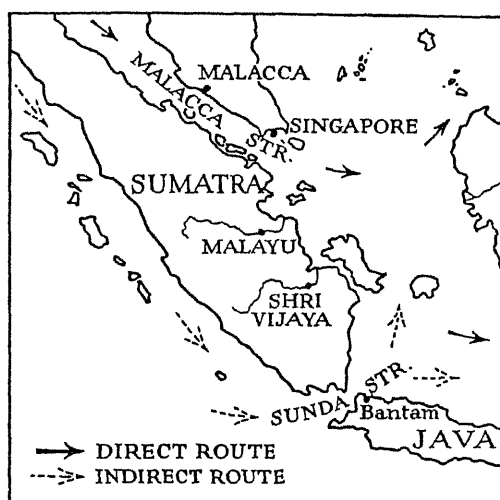 MALACCA
MALACCA
STR.
SINGAPORE
SUMATRA
MALAYU
SHRI
VIJAYA
SUNDA STR.
Bantam
JAVA
DIRECT ROUTE
INDIRECT ROUTE